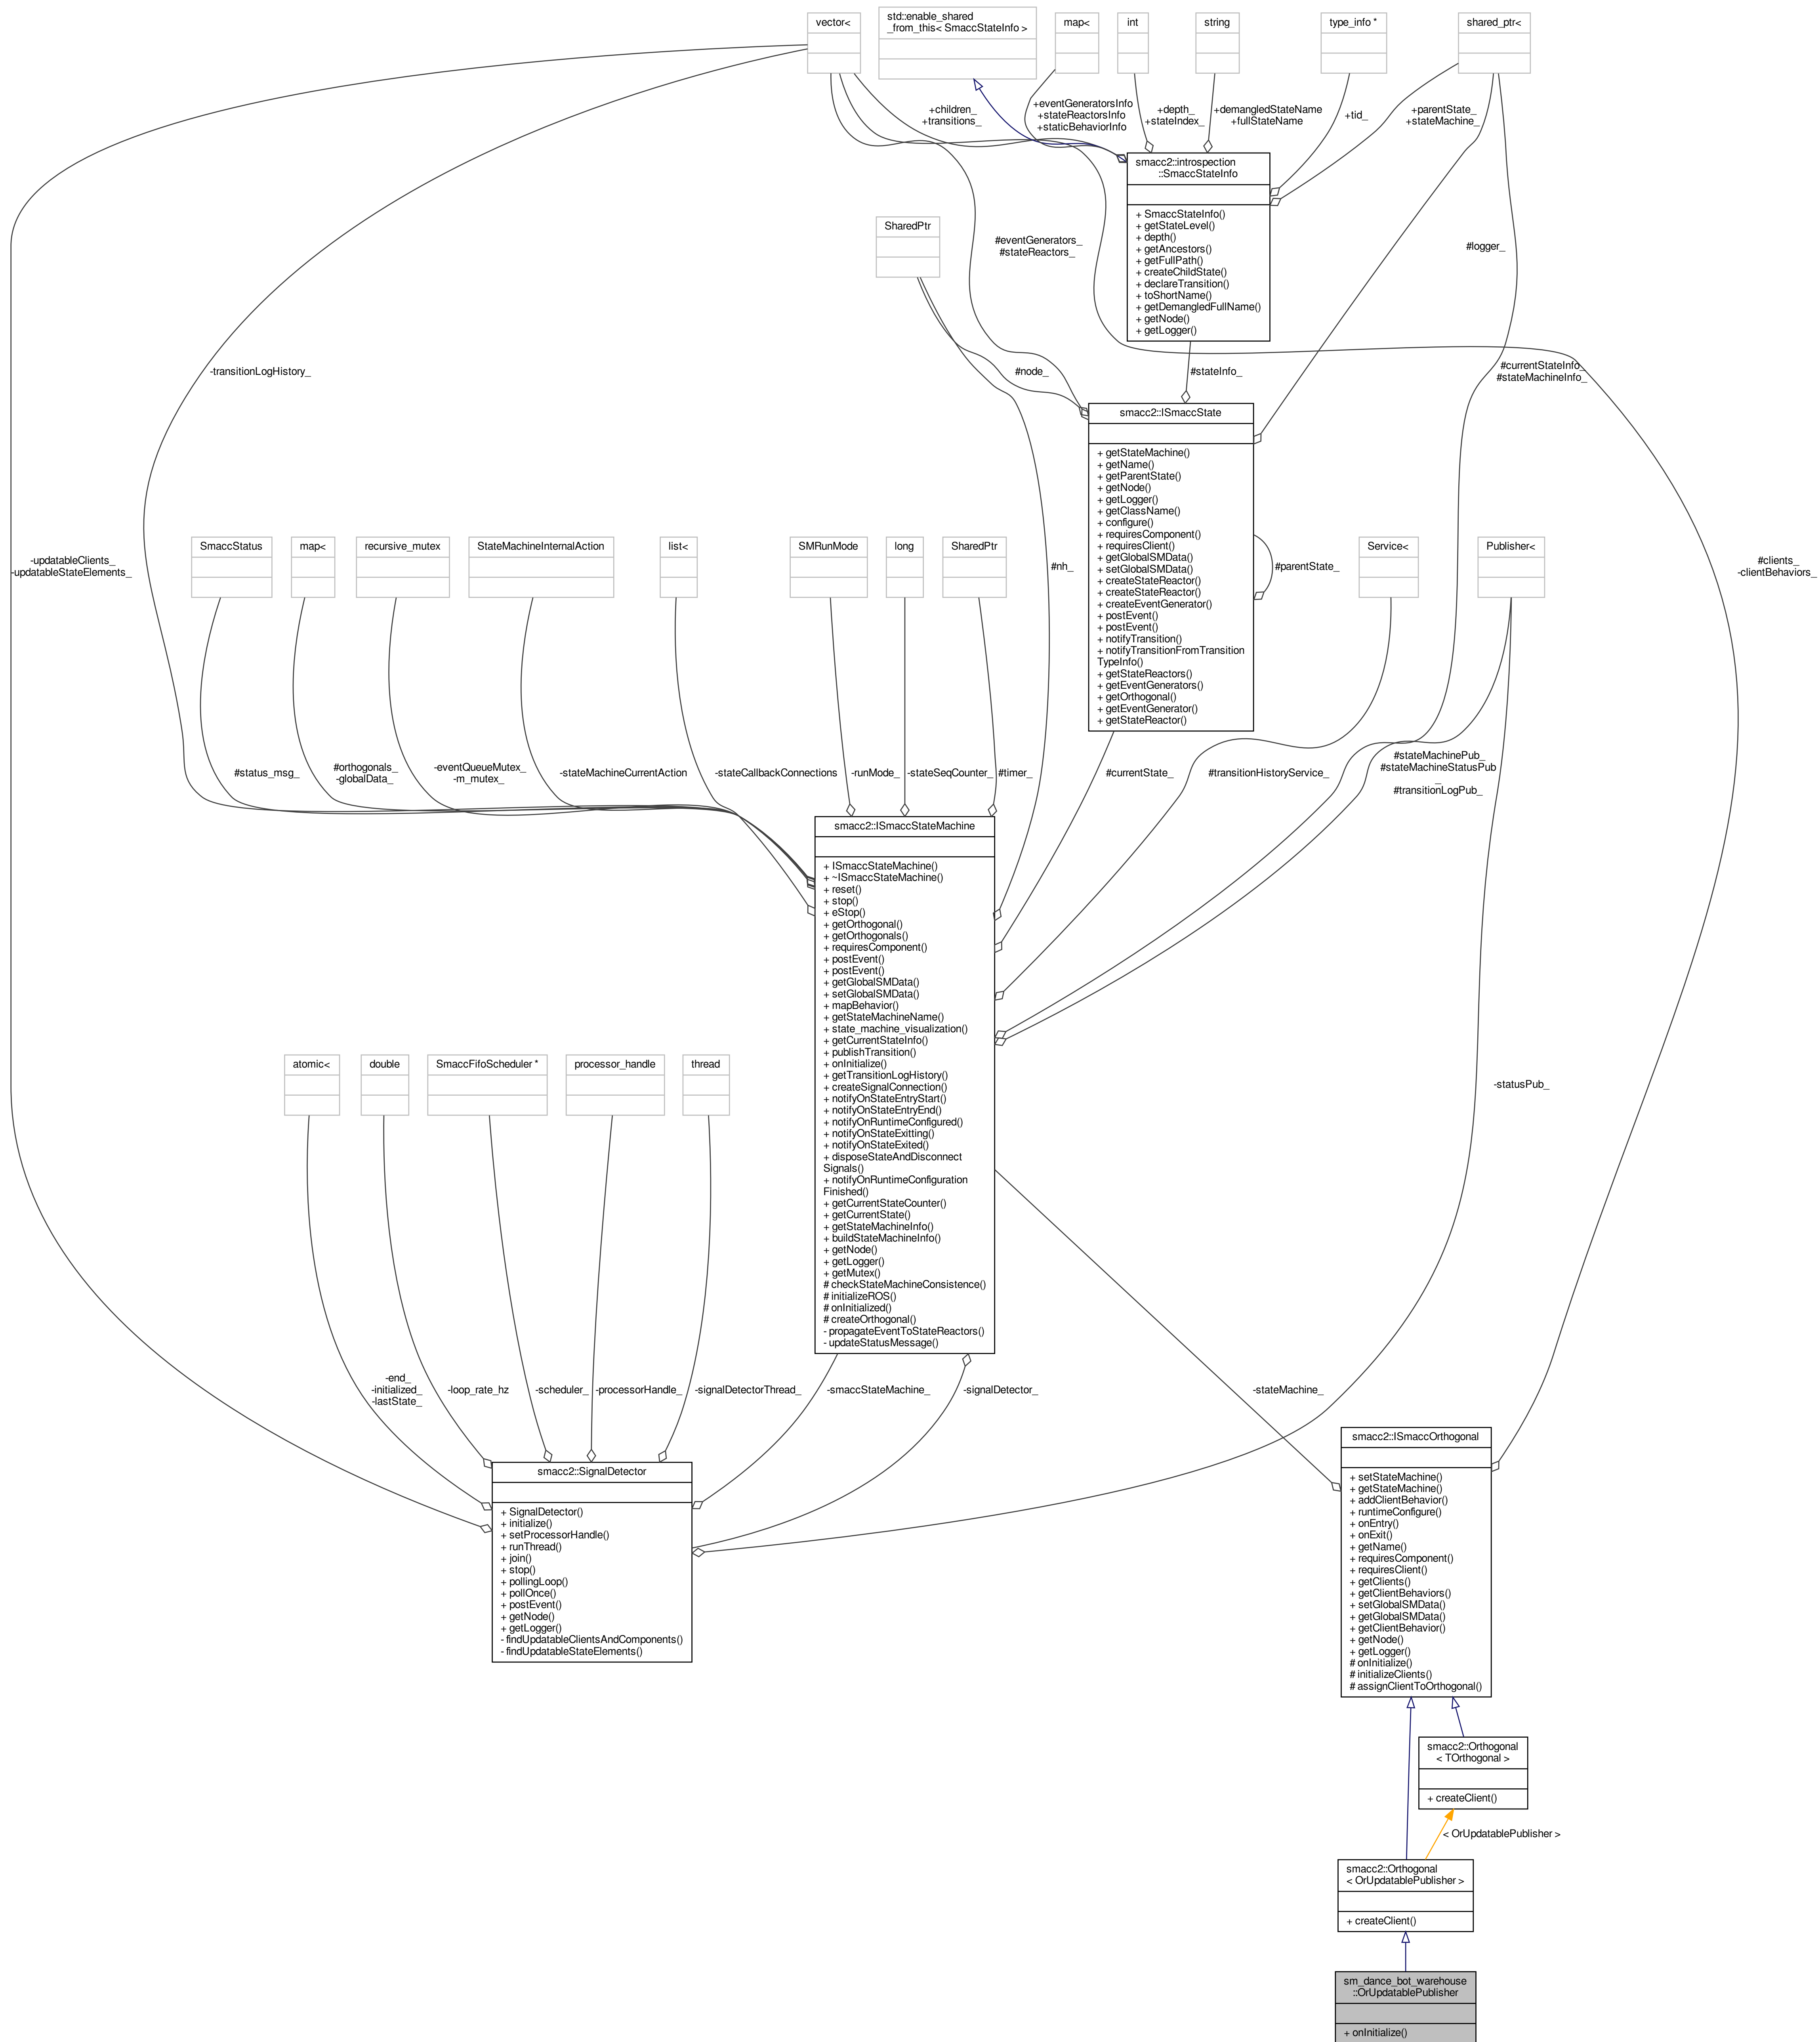 vector<
std::enable_shared
_from_this< SmaccStateInfo >
map<
int
string
type_info *
shared_ptr<
+children_
+transitions_
+eventGeneratorsInfo
+stateReactorsInfo
+staticBehaviorInfo
+depth_
+stateIndex_
+demangledStateName
+fullStateName
+tid_
+parentState_
+stateMachine_
smacc2::introspection
::SmaccStateInfo
+ SmaccStateInfo()
+ getStateLevel()
+ depth()
+ getAncestors()
+ getFullPath()
+ createChildState()
+ declareTransition()
+ toShortName()
+ getDemangledFullName()
+ getNode()
+ getLogger()
SharedPtr
#eventGenerators_
#stateReactors_
#logger_
-transitionLogHistory_
#node_
#stateInfo_
#currentStateInfo_
#stateMachineInfo_
smacc2::ISmaccState
+ getStateMachine()
+ getName()
+ getParentState()
+ getNode()
+ getLogger()
+ getClassName()
+ configure()
+ requiresComponent()
+ requiresClient()
+ getGlobalSMData()
+ setGlobalSMData()
+ createStateReactor()
+ createStateReactor()
+ createEventGenerator()
+ postEvent()
+ postEvent()
+ notifyTransition()
+ notifyTransitionFromTransition
TypeInfo()
+ getStateReactors()
+ getEventGenerators()
+ getOrthogonal()
+ getEventGenerator()
+ getStateReactor()
-updatableClients_
-updatableStateElements_
SmaccStatus
map<
recursive_mutex
StateMachineInternalAction
list<
SMRunMode
long
SharedPtr
#nh_
#parentState_
Service<
Publisher<
#clients_
-clientBehaviors_
#status_msg_
#orthogonals_
-globalData_
-eventQueueMutex_
-m_mutex_
-stateMachineCurrentAction
-stateCallbackConnections
-runMode_
-stateSeqCounter_
#timer_
#currentState_
#transitionHistoryService_
#stateMachinePub_
#stateMachineStatusPub
_
#transitionLogPub_
smacc2::ISmaccStateMachine
+ ISmaccStateMachine()
+ ~ISmaccStateMachine()
+ reset()
+ stop()
+ eStop()
+ getOrthogonal()
+ getOrthogonals()
+ requiresComponent()
+ postEvent()
+ postEvent()
+ getGlobalSMData()
+ setGlobalSMData()
+ mapBehavior()
+ getStateMachineName()
+ state_machine_visualization()
+ getCurrentStateInfo()
+ publishTransition()
+ onInitialize()
+ getTransitionLogHistory()
+ createSignalConnection()
+ notifyOnStateEntryStart()
+ notifyOnStateEntryEnd()
+ notifyOnRuntimeConfigured()
+ notifyOnStateExitting()
+ notifyOnStateExited()
+ disposeStateAndDisconnect
Signals()
+ notifyOnRuntimeConfiguration
Finished()
+ getCurrentStateCounter()
+ getCurrentState()
+ getStateMachineInfo()
+ buildStateMachineInfo()
+ getNode()
+ getLogger()
+ getMutex()
# checkStateMachineConsistence()
# initializeROS()
# onInitialized()
# createOrthogonal()
- propagateEventToStateReactors()
- updateStatusMessage()
atomic<
double
SmaccFifoScheduler *
processor_handle
thread
-statusPub_
-end_
-initialized_
-lastState_
-loop_rate_hz
-scheduler_
-processorHandle_
-signalDetectorThread_
-smaccStateMachine_
-signalDetector_
-stateMachine_
smacc2::SignalDetector
+ SignalDetector()
+ initialize()
+ setProcessorHandle()
+ runThread()
+ join()
+ stop()
+ pollingLoop()
+ pollOnce()
+ postEvent()
+ getNode()
+ getLogger()
- findUpdatableClientsAndComponents()
- findUpdatableStateElements()
smacc2::ISmaccOrthogonal
+ setStateMachine()
+ getStateMachine()
+ addClientBehavior()
+ runtimeConfigure()
+ onEntry()
+ onExit()
+ getName()
+ requiresComponent()
+ requiresClient()
+ getClients()
+ getClientBehaviors()
+ setGlobalSMData()
+ getGlobalSMData()
+ getClientBehavior()
+ getNode()
+ getLogger()
# onInitialize()
# initializeClients()
# assignClientToOrthogonal()
smacc2::Orthogonal
< TOrthogonal >
+ createClient()
< OrUpdatablePublisher >
smacc2::Orthogonal
< OrUpdatablePublisher >
+ createClient()
sm_dance_bot_warehouse
::OrUpdatablePublisher
+ onInitialize()